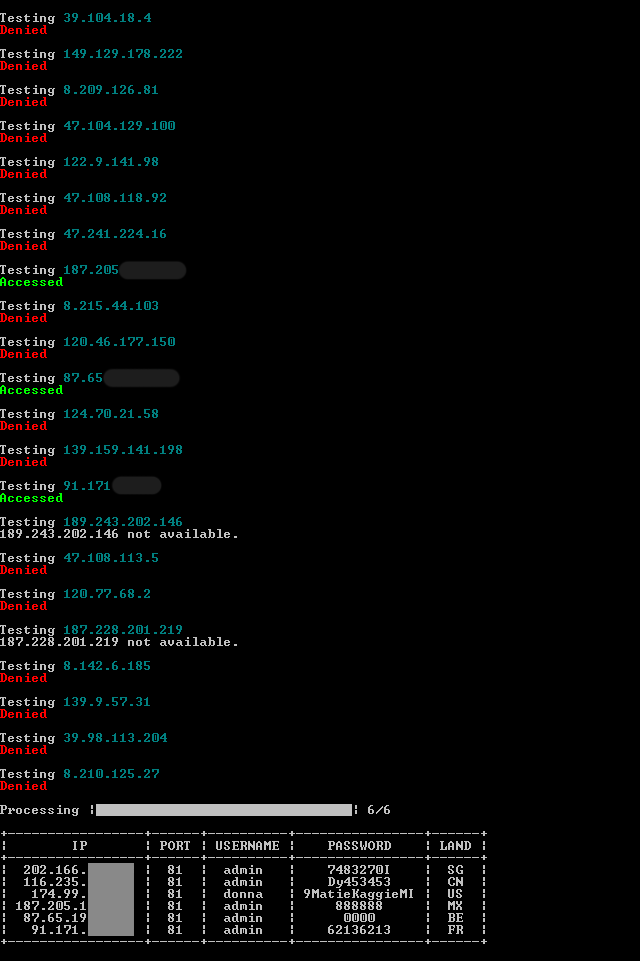 Testing 39.104.18.4
Denied
Testing 149.129.178.222
Denied
Testing 8.209.126.81
Denied
Testing 47.104.129.100
Denied
Testing 122.9.141.98
Denied
Testing 47.108.118.92
Denied
Testing 47.241.224.16
Denied
Testing 187.205
Accessed
Testing 8.215.44.103
Denied
Testing 120.46.177.150
Denied
Testing 87.65
Accessed
Testing 124.70.21.58
Denied
Testing 139.159.141.198
Denied
Testing 91.171
Accessed
Testing 189.243.202.146
189.243.202.146 not available.
Testing 47.108.113.5
Denied
Testing 120.77.68.2
Denied
Testing 187.228.201.219
187.228.201.219 not available.
Testing 8.142.6.185
Denied
Testing 139.9.57.31
Denied
Testing 39.98.113.204
Denied
Testing 8.210.125.27
Denied
Processing 6/6
IP PORT USERNAME PASSWORD LAND
202.166. 81 admin 7483270I SG
116.235. 81 admin Dy453453 CN
174.99. 81 donna 9MatieKaggieMI US
187.205.1 81 admin 888888 MX
87.65.19 81 admin 0000 BE
91.171. 81 admin 62136213 FR